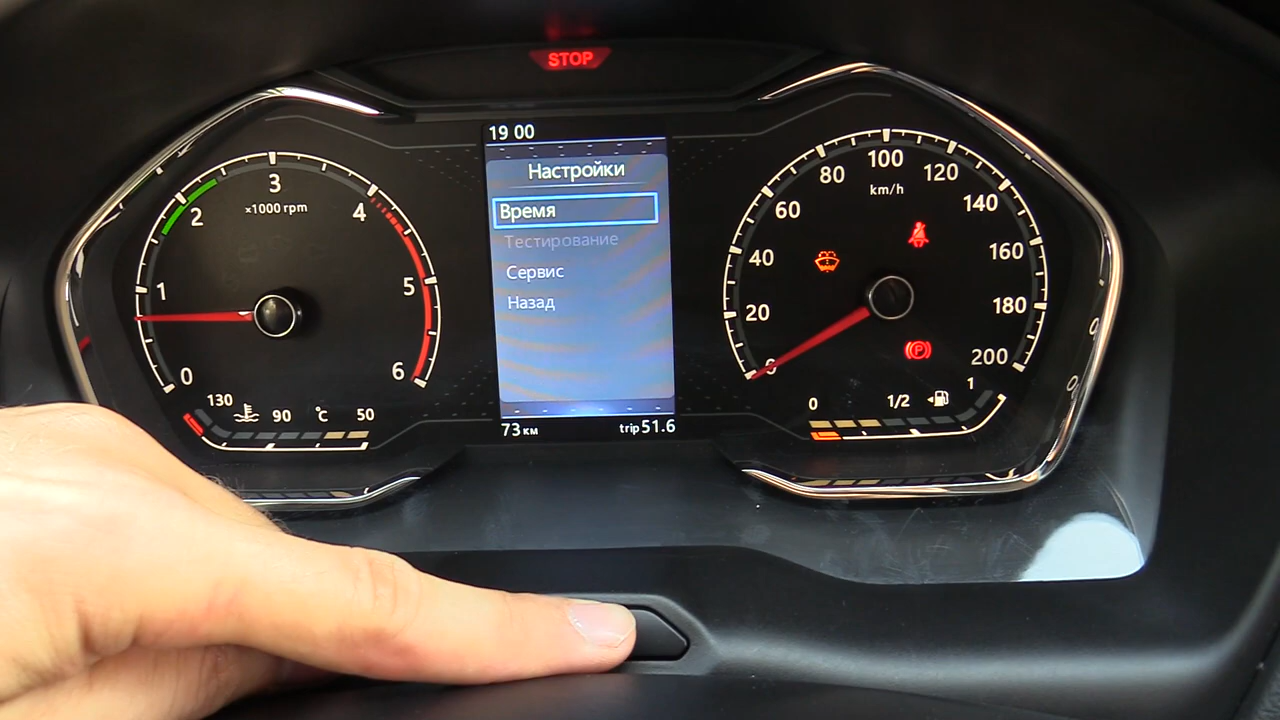 STOP
19 00
Настройки
Время
Тестирование
Сервис
Назад
73 км trip 51.6
0
1
2
3
4
5
6
x1000 rpm
130 90 °C 50
0
20
40
60
80
100
120
140
160
180
200
km/h
P
0 1/2 1